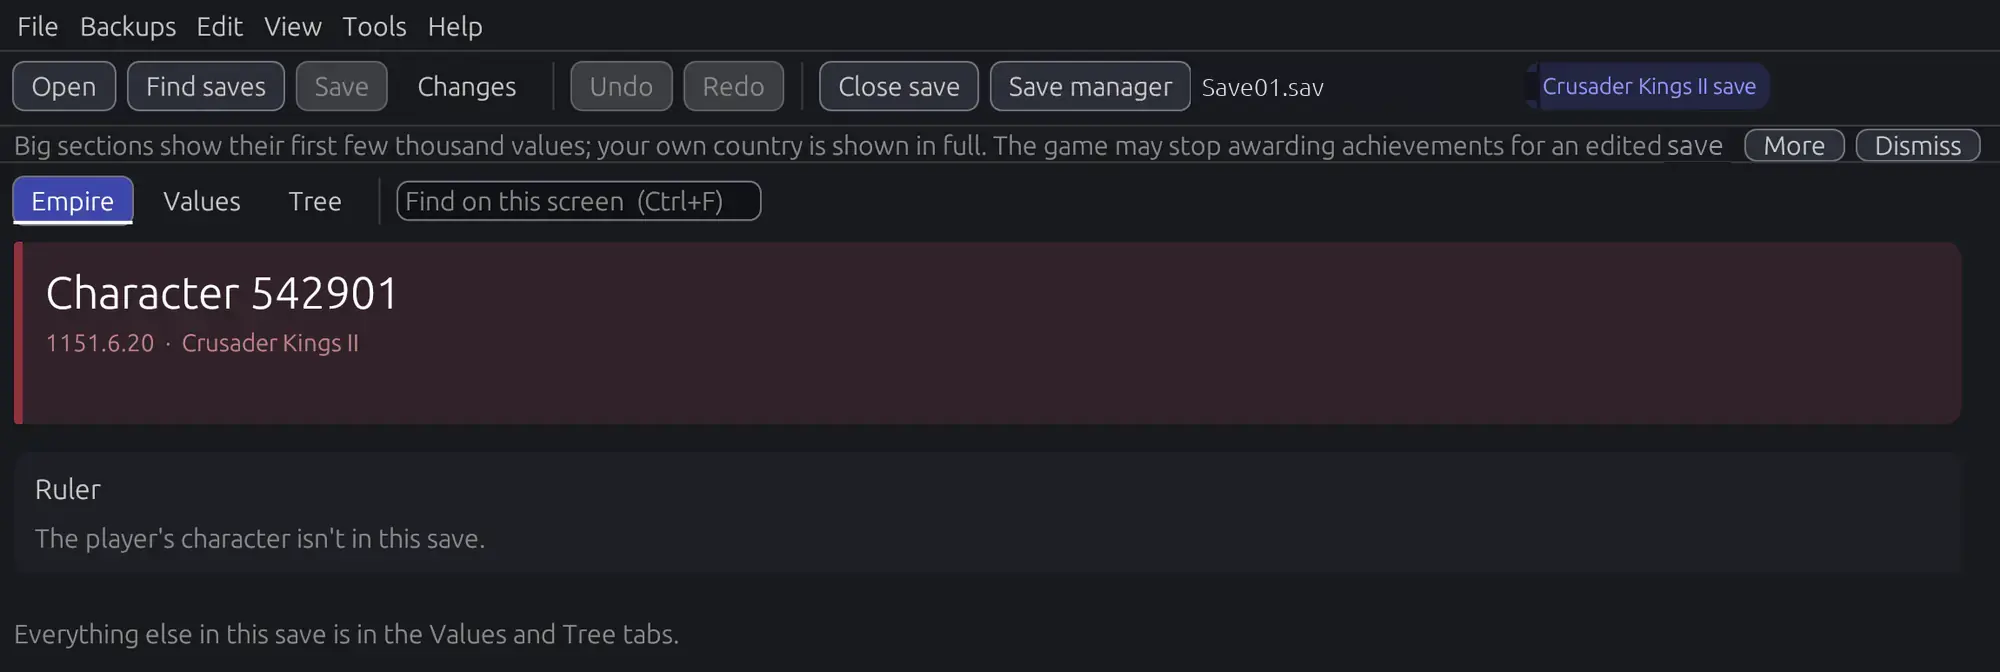 File Backups Edit View Tools Help
Open Find saves Save Changes Undo Redo Close save Save manager Save01.sav Crusader Kings II save
Big sections show their first few thousand values; your own country is shown in full. The game may stop awarding achievements for an edited save More Dismiss
Empire Values Tree Find on this screen (Ctrl+F)
Character 542901
1151.6.20 · Crusader Kings II
Ruler
The player's character isn't in this save.
Everything else in this save is in the Values and Tree tabs.